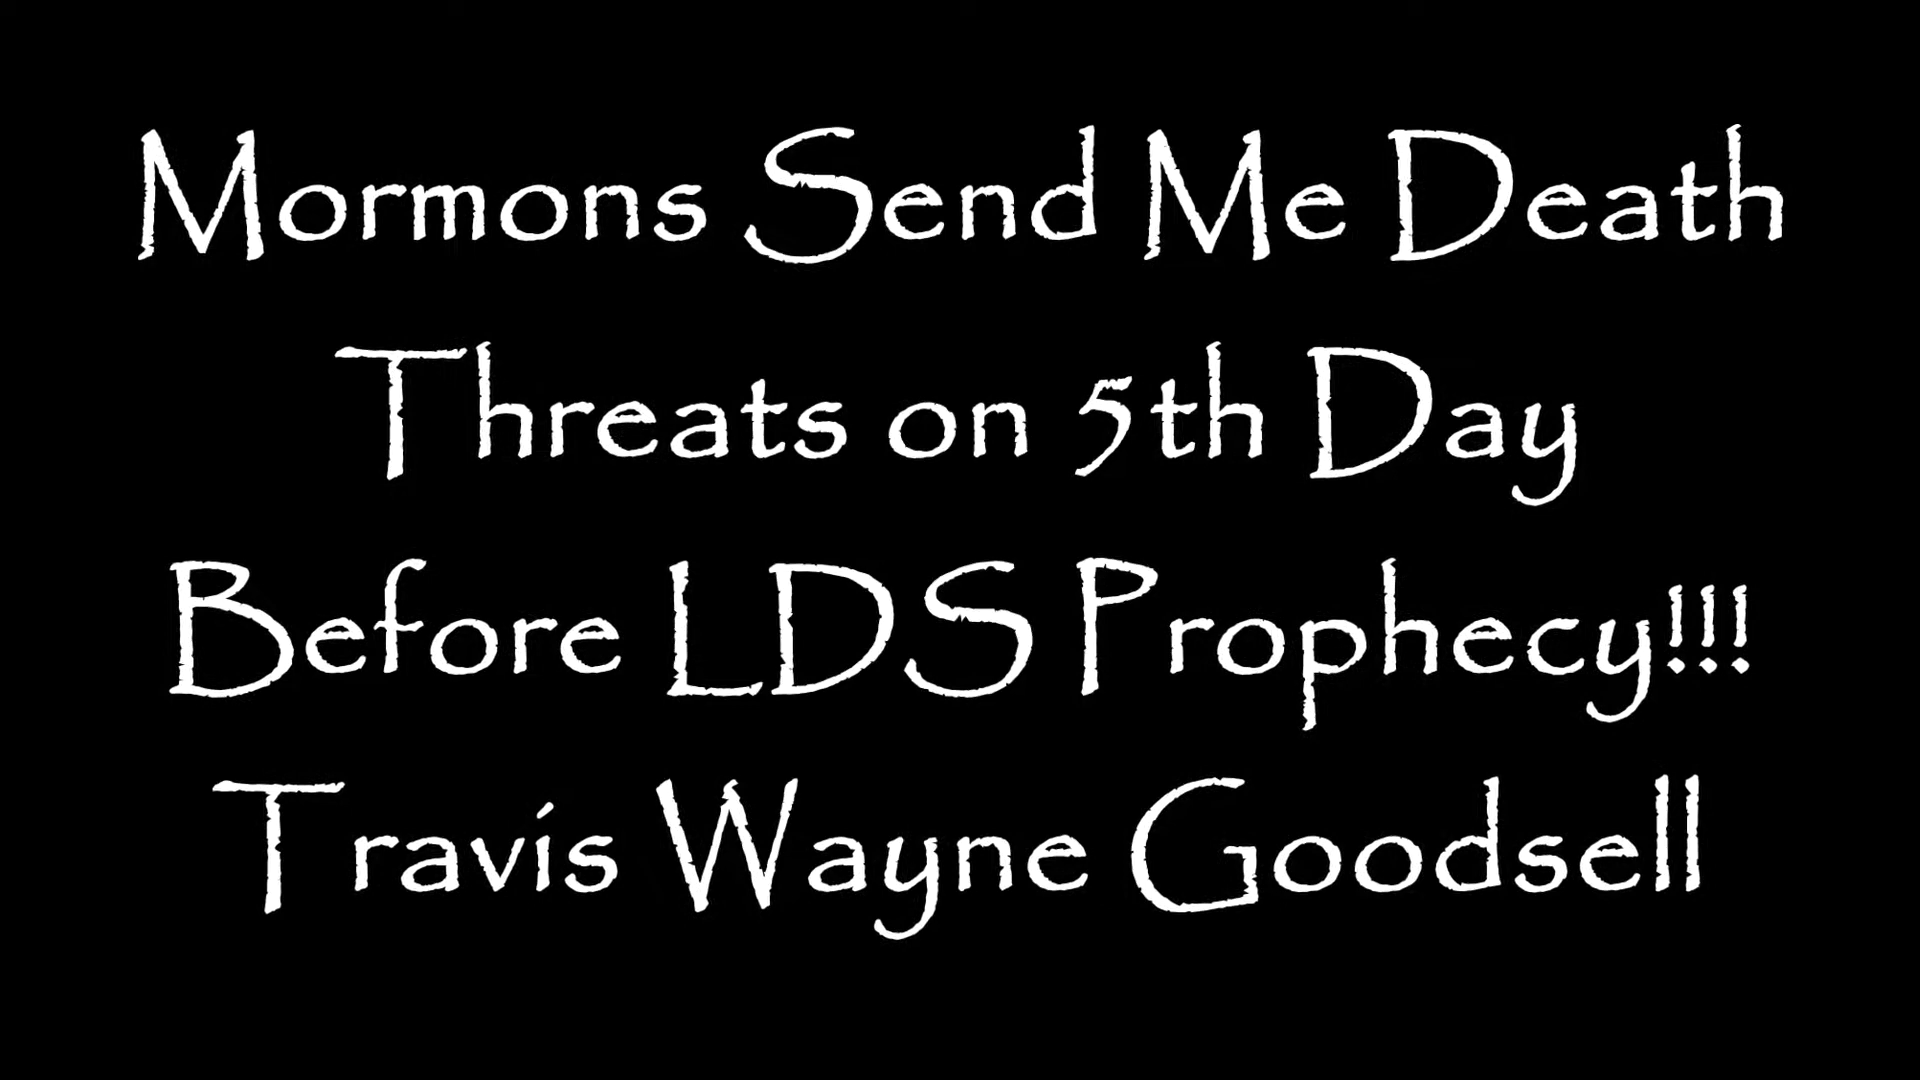 Mormons Send Me Death
Threats on 5th Day
Before LDS Prophecy!!!
Travis Wayne Goodsell